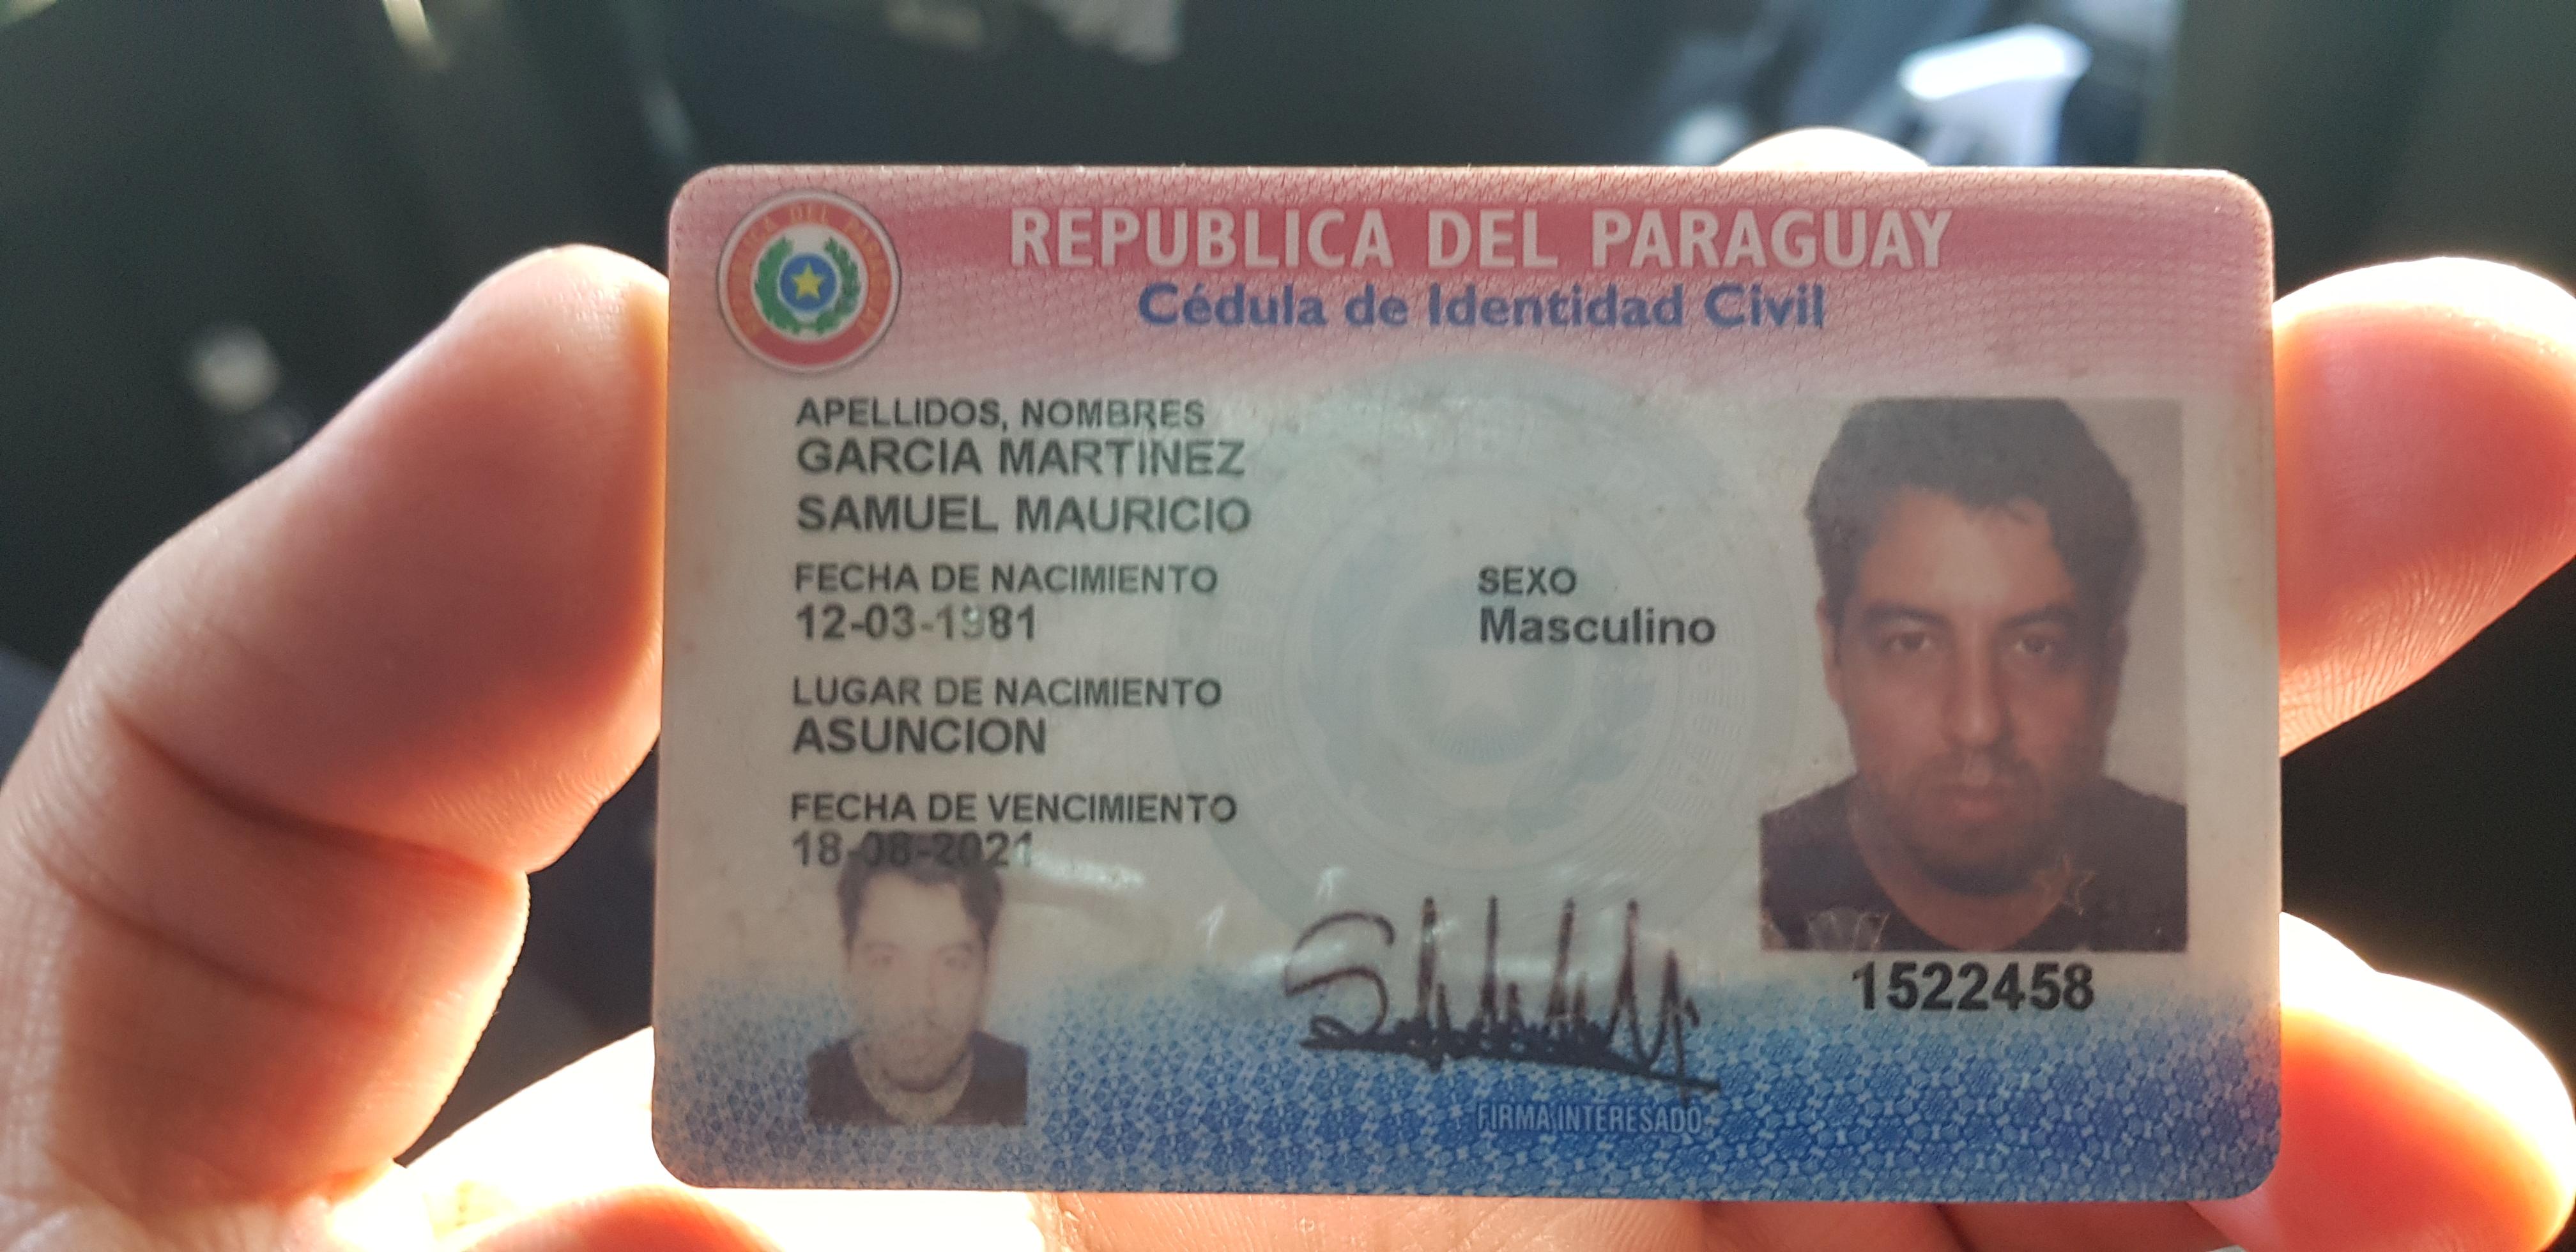 REPUBLICA DEL PARAGUAY
Cédula de Identidad Civil
APELLIDOS, NOMBRES
GARCIA MARTINEZ
SAMUEL MAURICIO
FECHA DE NACIMIENTO
12-03-1981
SEXO
Masculino
LUGAR DE NACIMIENTO
ASUNCION
FECHA DE VENCIMIENTO
18-08-2021
1522458
FIRMA INTERESADO